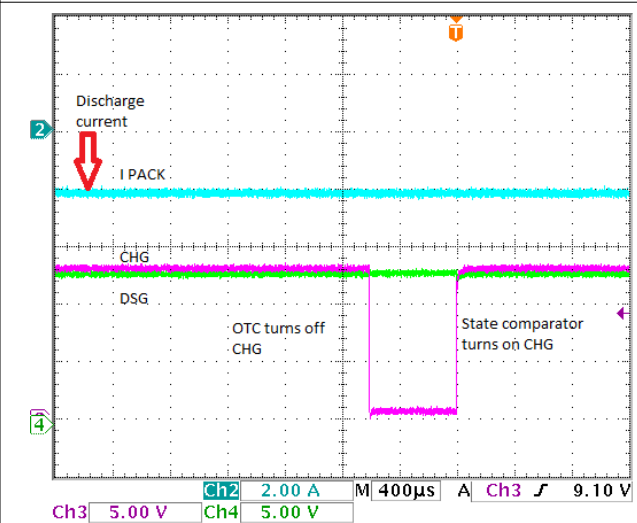 T
Discharge
current
2
I PACK
CHG
DSG
OTC turns off
CHG
State comparator
turns on CHG
4
Ch2 2.00 A M 400µs A Ch3 9.10 V
Ch3 5.00 V Ch4 5.00 V